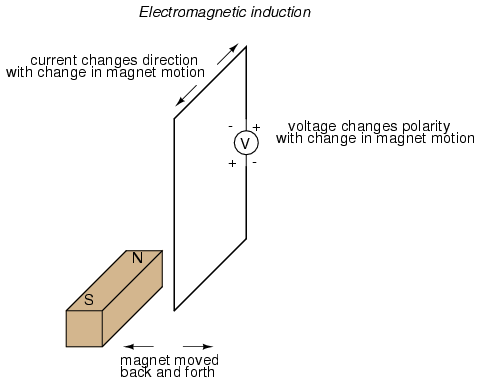 Electromagnetic induction
current changes direction
with change in magnet motion
- +
V
+ -
voltage changes polarity
with change in magnet motion
N
S
magnet moved
back and forth